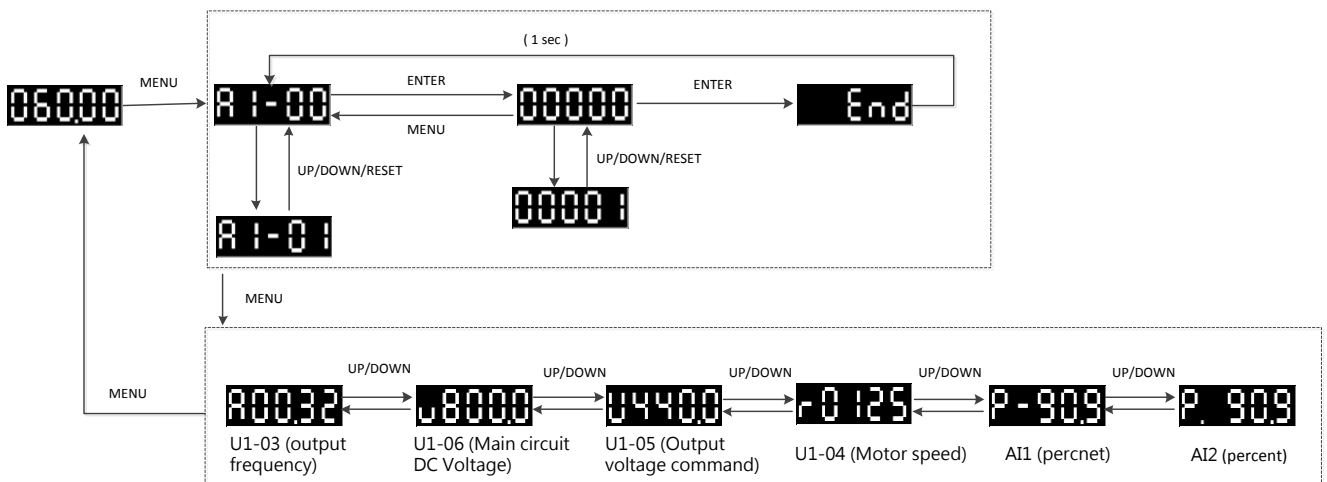 ( 1 sec )
060.00
MENU
A1-00
ENTER
00000
ENTER
End
MENU
UP/DOWN/RESET
UP/DOWN/RESET
A1-01
00001
MENU
MENU
UP/DOWN
UP/DOWN
UP/DOWN
UP/DOWN
UP/DOWN
A00.32
u800.0
U440.0
r0125
P-90.9
P. 90.9
U1-03 (output
frequency)
U1-06 (Main circuit
DC Voltage)
U1-05 (Output
voltage command)
U1-04 (Motor speed)
AI1 (percnet)
AI2 (percent)